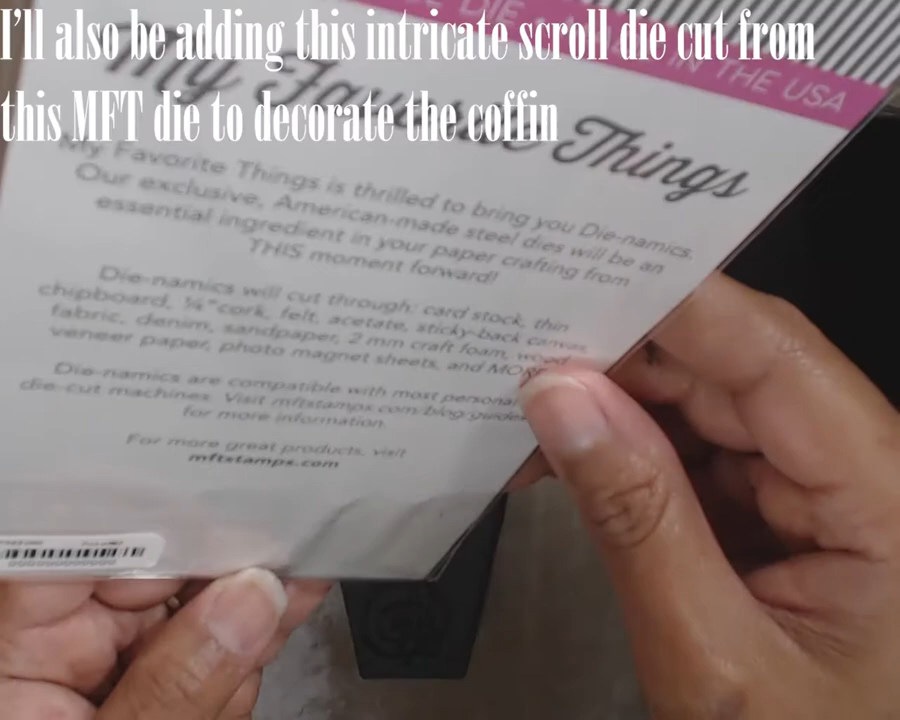 I'll also be adding this intricate scroll die cut from
this MFT die to decorate the coffin
IN THE USA
My Favorite Things
My Favorite Things is thrilled to bring you Die-namics.
Our exclusive, American-made steel dies will be an
essential ingredient in your paper crafting from
THIS moment forward!
Die-namics will cut through: card stock, thin
chipboard, ¼" cork, felt, acetate, sticky-back canvas,
fabric, denim, sandpaper, 2 mm craft foam, wood
veneer paper, photo magnet sheets, and MORE
Die-namics are compatible with most personal
die-cut machines. Visit mftstamps.com/blog/guides
for more information.
For more great products, visit
mftstamps.com